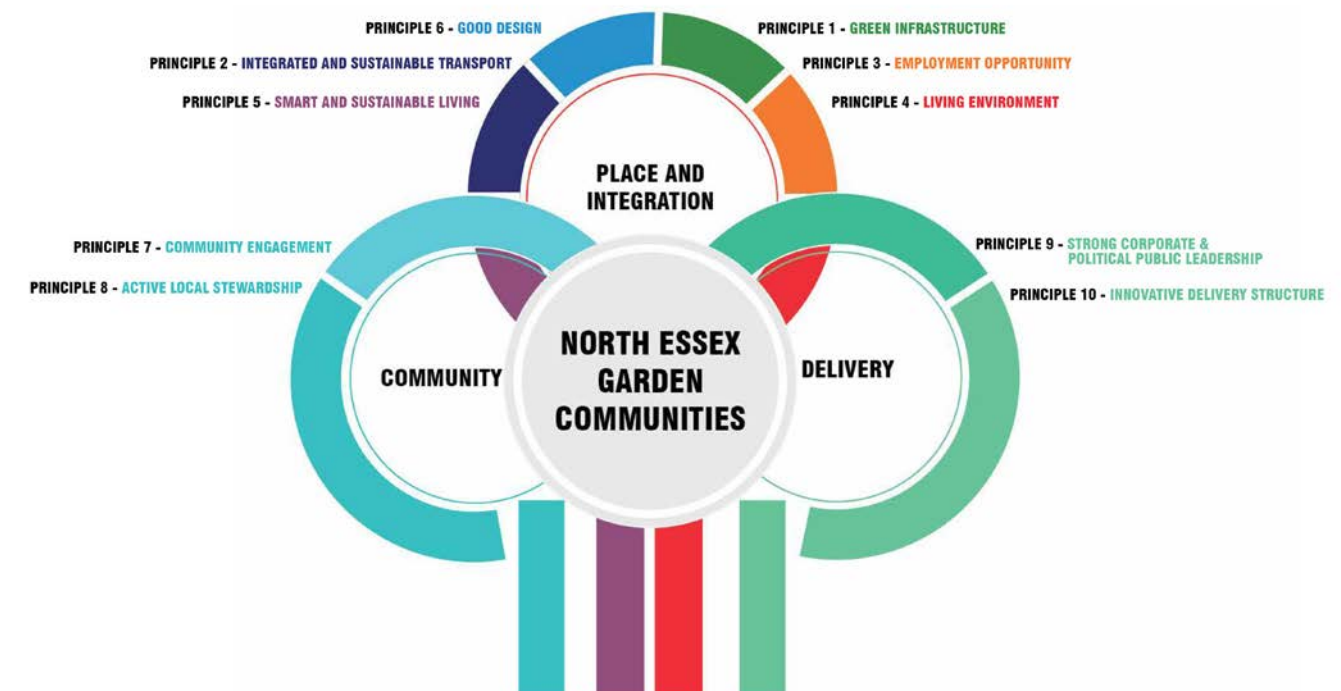 PRINCIPLE 6 - GOOD DESIGN
PRINCIPLE 1 - GREEN INFRASTRUCTURE
PRINCIPLE 2 - INTEGRATED AND SUSTAINABLE TRANSPORT
PRINCIPLE 3 - EMPLOYMENT OPPORTUNITY
PRINCIPLE 5 - SMART AND SUSTAINABLE LIVING
PRINCIPLE 4 - LIVING ENVIRONMENT
PLACE AND
INTEGRATION
PRINCIPLE 7 - COMMUNITY ENGAGEMENT
PRINCIPLE 8 - ACTIVE LOCAL STEWARDSHIP
PRINCIPLE 9 - STRONG CORPORATE &
POLITICAL PUBLIC LEADERSHIP
PRINCIPLE 10 - INNOVATIVE DELIVERY STRUCTURE
COMMUNITY
NORTH ESSEX
GARDEN
COMMUNITIES
DELIVERY